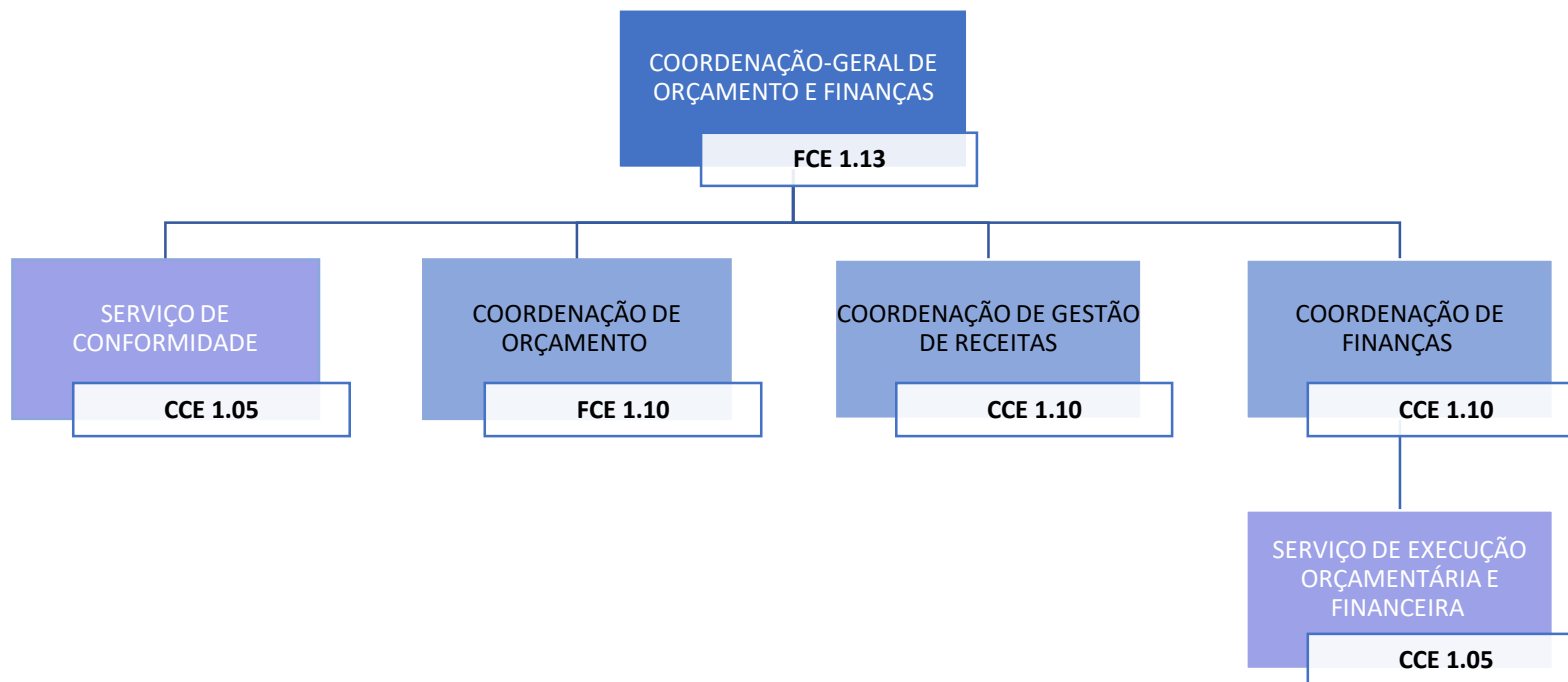 COORDENAÇÃO-GERAL DE
ORÇAMENTO E FINANÇAS
FCE 1.13
SERVIÇO DE
CONFORMIDADE
CCE 1.05
COORDENAÇÃO DE
ORÇAMENTO
FCE 1.10
COORDENAÇÃO DE GESTÃO
DE RECEITAS
CCE 1.10
COORDENAÇÃO DE
FINANÇAS
CCE 1.10
SERVIÇO DE EXECUÇÃO
ORÇAMENTÁRIA E
FINANCEIRA
CCE 1.05